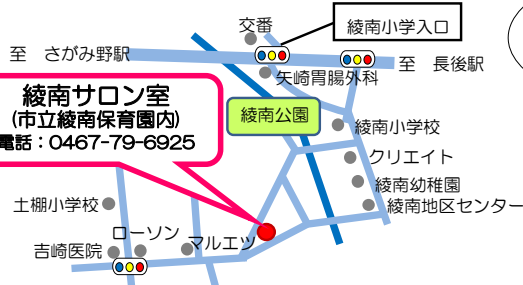 交番
綾南小学入口
至 さがみ野駅
至 長後駅
矢崎胃腸外科
綾南サロン室
(市立綾南保育園内)
電話：0467-79-6925
綾南公園
綾南小学校
クリエイト
綾南幼稚園
綾南地区センター
土棚小学校
ローソン
マルエツ
吉崎医院